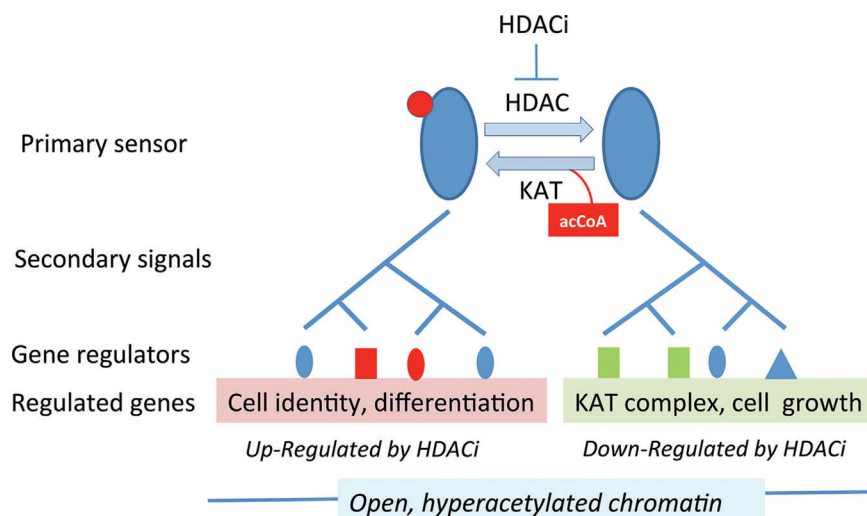 HDACi
HDAC
Primary sensor
KAT
acCoA
Secondary signals
Gene regulators
Regulated genes
Cell identity, differentiation
KAT complex, cell growth
Up-Regulated by HDACi
Down-Regulated by HDACi
Open, hyperacetylated chromatin